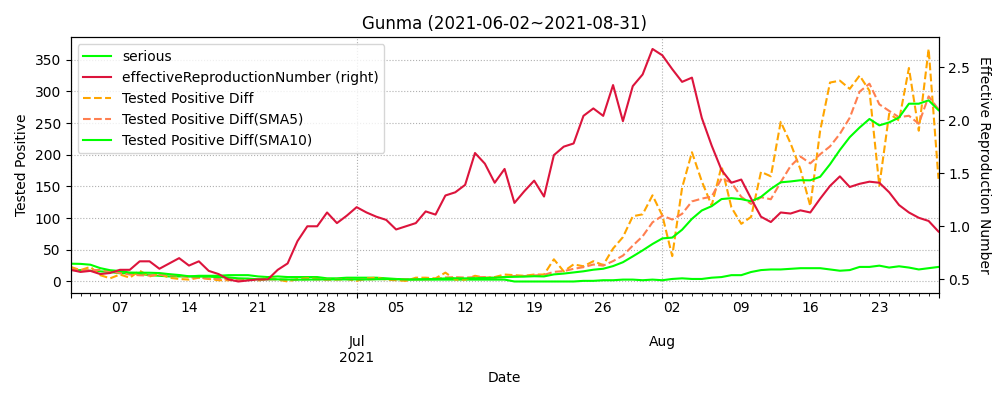 Gunma (2021-06-02~2021-08-31)
serious
effectiveReproductionNumber (right)
Tested Positive Diff
Tested Positive Diff(SMA5)
Tested Positive Diff(SMA10)
350
300
250
200
150
100
50
0
Tested Positive
2.5
2.0
1.5
1.0
0.5
Effective Reproduction Number
07 14 21 28 05 12 19 26 02 09 16 23
Jul Aug
2021
Date